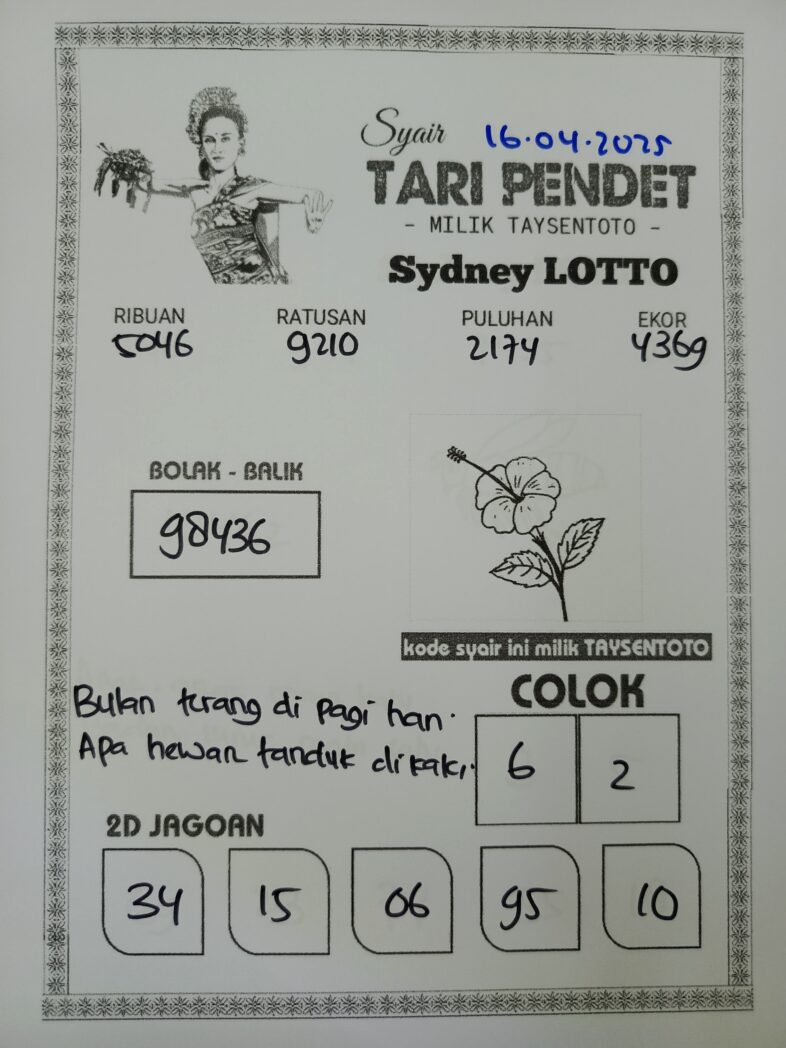 Syair 16.04.2025
TARI PENDET
- MILIK TAYSENTOTO -
Sydney LOTTO
RIBUAN RATUSAN PULUHAN EKOR
5046 9210 2174 4369
BOLAK - BALIK
98436
kode syair ini milik TAYSENTOTO
COLOK
6 2
Bulan terang di pagi hari.
Apa hewan tanduk di kaki.
2D JAGOAN
34 15 06 95 10